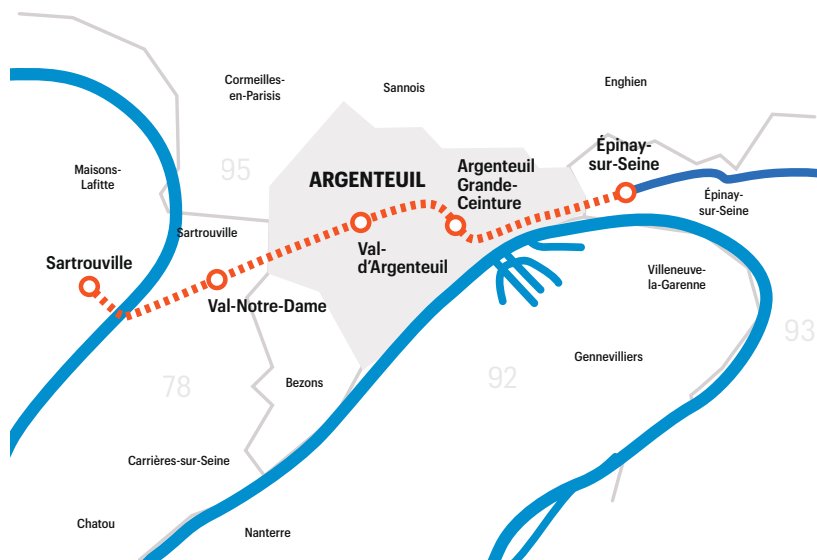 Cormeilles-
en-Parisis
Sannois
Enghien
Maisons-
Lafitte
95
ARGENTEUIL
Argenteuil
Grande-
Ceinture
Épinay-
sur-Seine
Épinay-
sur-Seine
Sartrouville
Sartrouville
Val-
d'Argenteuil
Val-Notre-Dame
Villeneuve-
la-Garenne
93
Gennevilliers
78
Bezons
92
Carrières-sur-Seine
Chatou
Nanterre